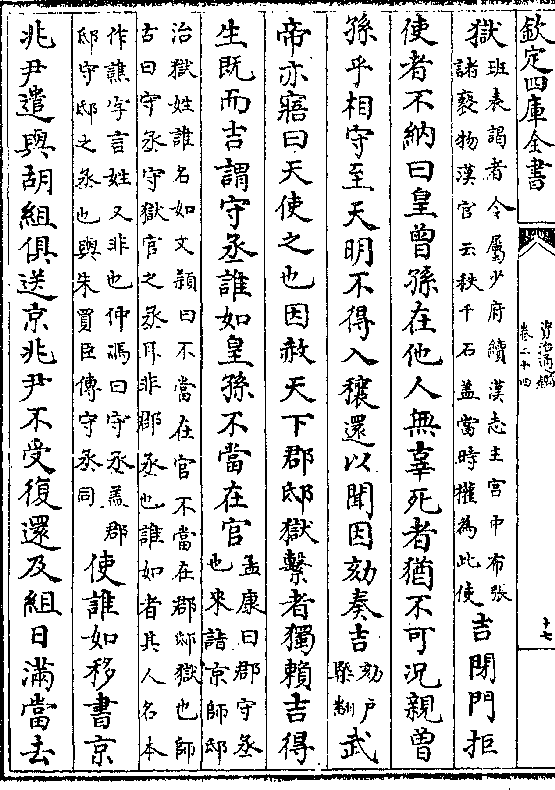 欽定四庫全書
資治通鑑
卷二十四
十七
獄班表謁者令屬少府續漢志主宮中布張
諸褻物漢官云秩千石蓋當時權為此使吉閉門拒
使者不納曰皇曾孫在他人無辜死者猶不可況親曾
孫乎相守至天明不得入穰還以聞因劾奏吉劾戶
槩翻武
帝亦寤曰天使之也因赦天下郡邸獄繫者獨賴吉得
生既而吉謂守丞誰如皇孫不當在官孟康曰郡守丞
也來詣京師邸
治獄姓誰名如文穎曰不當在官不當在郡邸獄也師
古曰守丞守獄官之丞耳非郡丞也誰如者其人名本
作譙字言姓又非也仲馮曰守丞蓋郡
邸守邸之丞也與朱買臣傳守丞同使誰如移書京
兆尹遣與胡組俱送京兆尹不受復還及組日滿當去